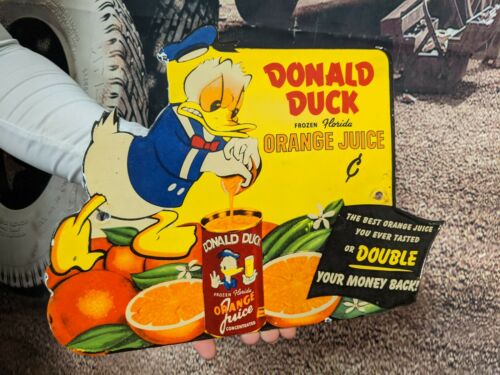 DONALD
DUCK
FROZEN Florida
ORANGE JUICE
¢
THE BEST ORANGE JUICE
YOU EVER TASTED
OR DOUBLE
YOUR MONEY BACK!
DONALD DUCK
FROZEN Florida
ORANGE
Juice
CONCENTRATED